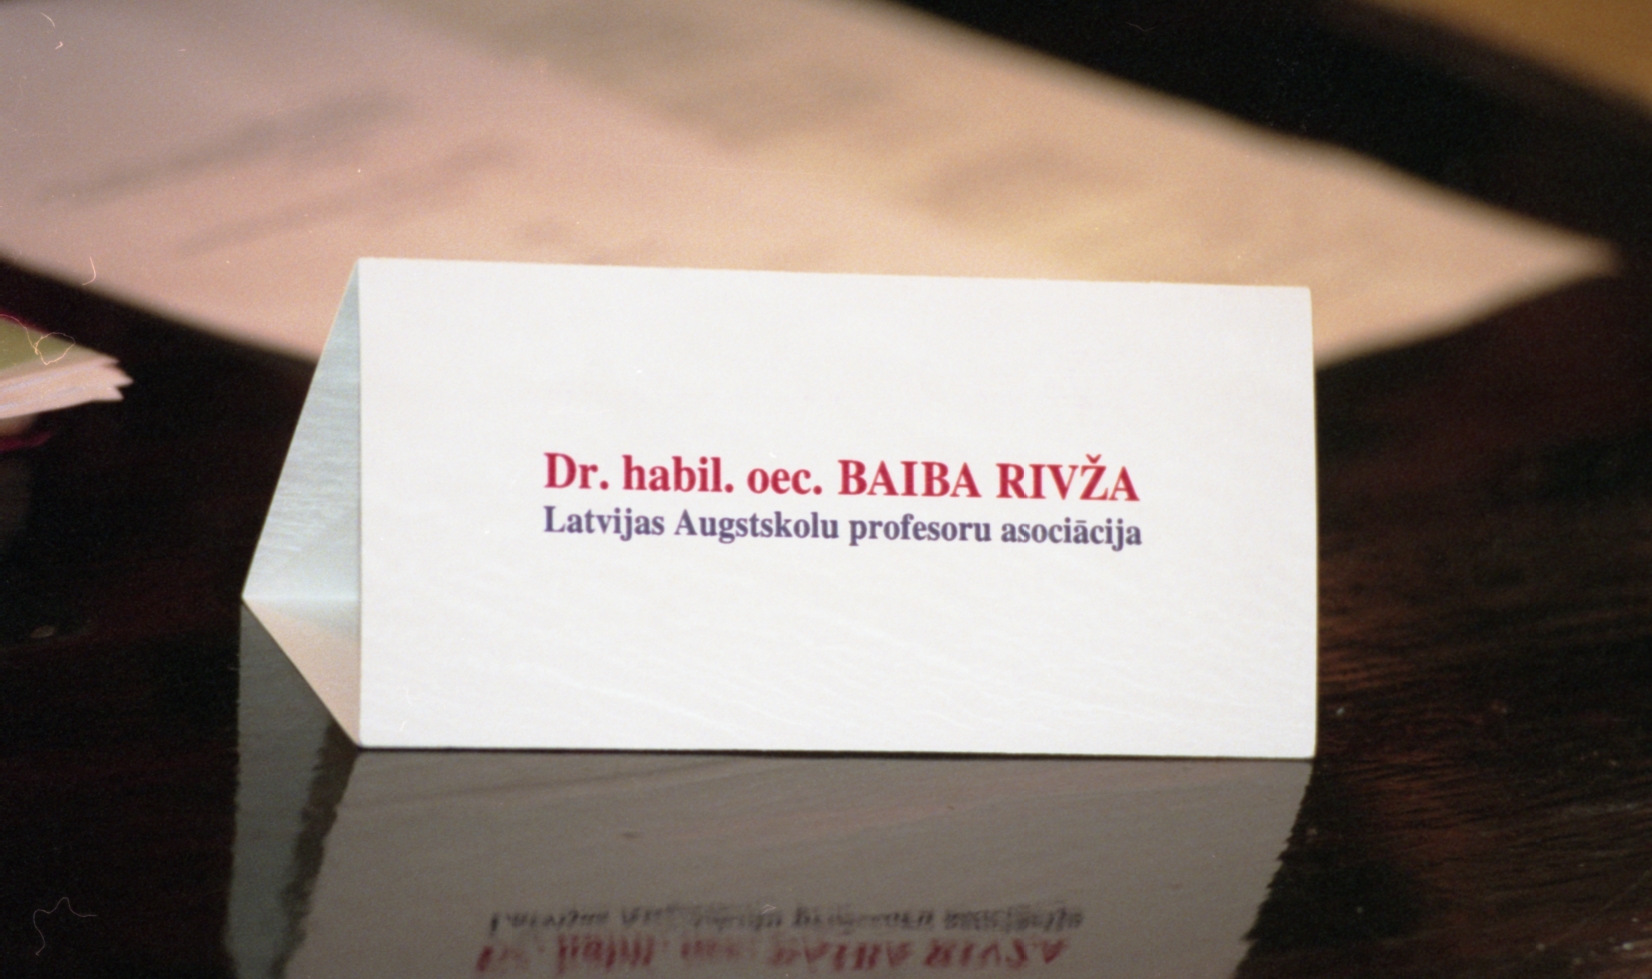 Dr. habil. oec. BAIBA RIVŽA
Latvijas Augstskolu profesoru asociācija